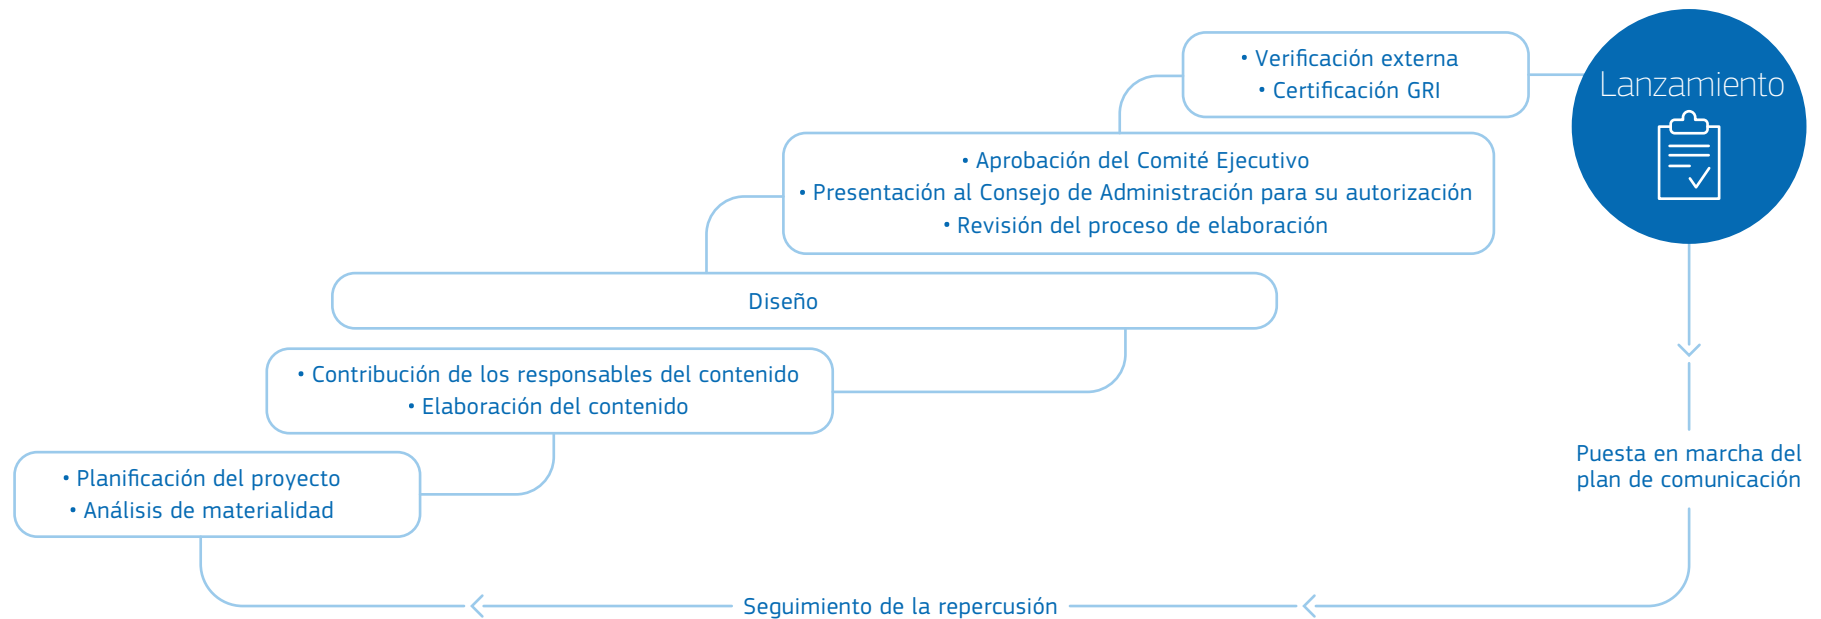 • Verificación externa
• Certificación GRI
Lanzamiento
• Aprobación del Comité Ejecutivo
• Presentación al Consejo de Administración para su autorización
• Revisión del proceso de elaboración
Diseño
• Contribución de los responsables del contenido
• Elaboración del contenido
• Planificación del proyecto
• Análisis de materialidad
Puesta en marcha del
plan de comunicación
Seguimiento de la repercusión